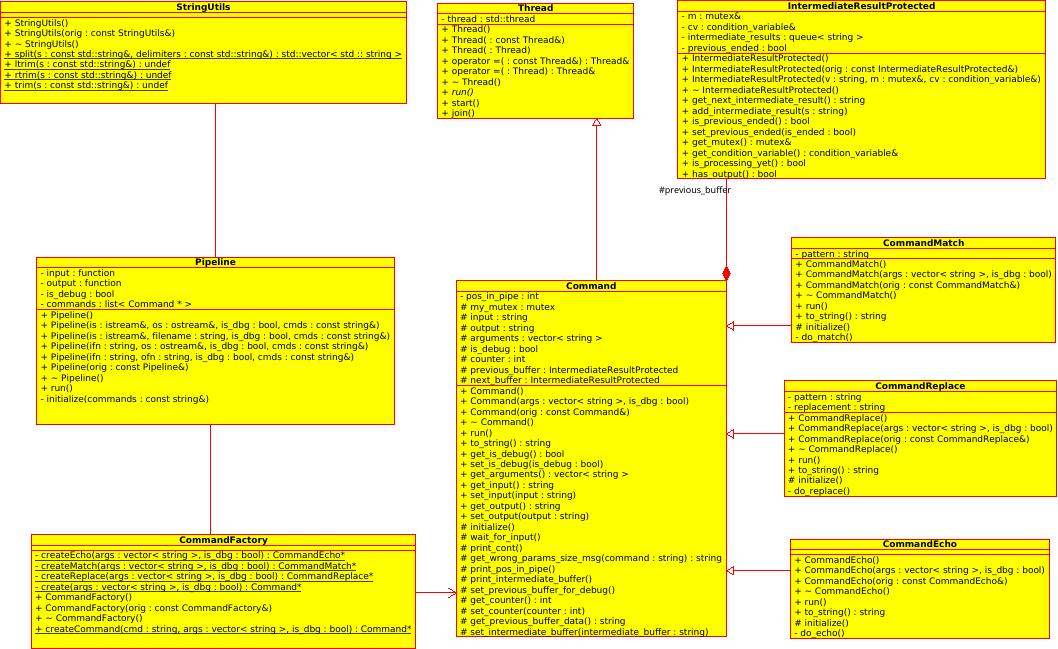 StringUtils
+ StringUtils()
+ StringUtils(orig : const StringUtils&)
+ ~ StringUtils()
+ split(s : const std::string&, delimiters : const std::string&) : std::vector< std :: string >
+ ltrim(s : const std::string&) : undef
+ rtrim(s : const std::string&) : undef
+ trim(s : const std::string&) : undef
Thread
- thread : std::thread
+ Thread()
+ Thread( : const Thread&)
+ Thread( : Thread)
+ operator =( : const Thread&) : Thread&
+ operator =( : Thread) : Thread&
+ ~ Thread()
+ run()
+ start()
+ join()
IntermediateResultProtected
- m : mutex&
- cv : condition_variable&
- intermediate_results : queue< string >
- previous_ended : bool
+ IntermediateResultProtected()
+ IntermediateResultProtected(orig : const IntermediateResultProtected&)
+ IntermediateResultProtected(v : string, m : mutex&, cv : condition_variable&)
+ ~ IntermediateResultProtected()
+ get_next_intermediate_result() : string
+ add_intermediate_result(s : string)
+ is_previous_ended() : bool
+ set_previous_ended(is_ended : bool)
+ get_mutex() : mutex&
+ get_condition_variable() : condition_variable&
+ is_processing_yet() : bool
+ has_output() : bool
#previous_buffer
Pipeline
- input : function
- output : function
- is_debug : bool
- commands : list< Command * >
+ Pipeline()
+ Pipeline(is : istream&, os : ostream&, is_dbg : bool, cmds : const string&)
+ Pipeline(is : istream&, filename : string, is_dbg : bool, cmds : const string&)
+ Pipeline(ifn : string, os : ostream&, is_dbg : bool, cmds : const string&)
+ Pipeline(ifn : string, ofn : string, is_dbg : bool, cmds : const string&)
+ Pipeline(orig : const Pipeline&)
+ ~ Pipeline()
+ run()
- initialize(commands : const string&)
Command
- pos_in_pipe : int
# my_mutex : mutex
# input : string
# output : string
# arguments : vector< string >
# is_debug : bool
# counter : int
# previous_buffer : IntermediateResultProtected
# next_buffer : IntermediateResultProtected
+ Command()
+ Command(args : vector< string >, is_dbg : bool)
+ Command(orig : const Command&)
+ ~ Command()
+ run()
+ to_string() : string
+ get_is_debug() : bool
+ set_is_debug(is_debug : bool)
+ get_arguments() : vector< string >
+ get_input() : string
+ set_input(input : string)
+ get_output() : string
+ set_output(output : string)
# initialize()
# wait_for_input()
# print_cont()
# get_wrong_params_size_msg(command : string) : string
# print_pos_in_pipe()
# print_intermediate_buffer()
# set_previous_buffer_for_debug()
# get_counter() : int
# set_counter(counter : int)
# get_previous_buffer_data() : string
# set_intermediate_buffer(intermediate_buffer : string)
CommandMatch
- pattern : string
+ CommandMatch()
+ CommandMatch(args : vector< string >, is_dbg : bool)
+ CommandMatch(orig : const CommandMatch&)
+ ~ CommandMatch()
+ run()
+ to_string() : string
# initialize()
- do_match()
CommandReplace
- pattern : string
- replacement : string
+ CommandReplace()
+ CommandReplace(args : vector< string >, is_dbg : bool)
+ CommandReplace(orig : const CommandReplace&)
+ ~ CommandReplace()
+ run()
+ to_string() : string
# initialize()
- do_replace()
CommandFactory
- createEcho(args : vector< string >, is_dbg : bool) : CommandEcho*
- createMatch(args : vector< string >, is_dbg : bool) : CommandMatch*
- createReplace(args : vector< string >, is_dbg : bool) : CommandReplace*
- create(args : vector< string >, is_dbg : bool) : Command*
+ CommandFactory()
+ CommandFactory(orig : const CommandFactory&)
+ ~ CommandFactory()
+ createCommand(cmd : string, args : vector< string >, is_dbg : bool) : Command*
CommandEcho
+ CommandEcho()
+ CommandEcho(args : vector< string >, is_dbg : bool)
+ CommandEcho(orig : const CommandEcho&)
+ ~ CommandEcho()
+ run()
+ to_string() : string
# initialize()
- do_echo()